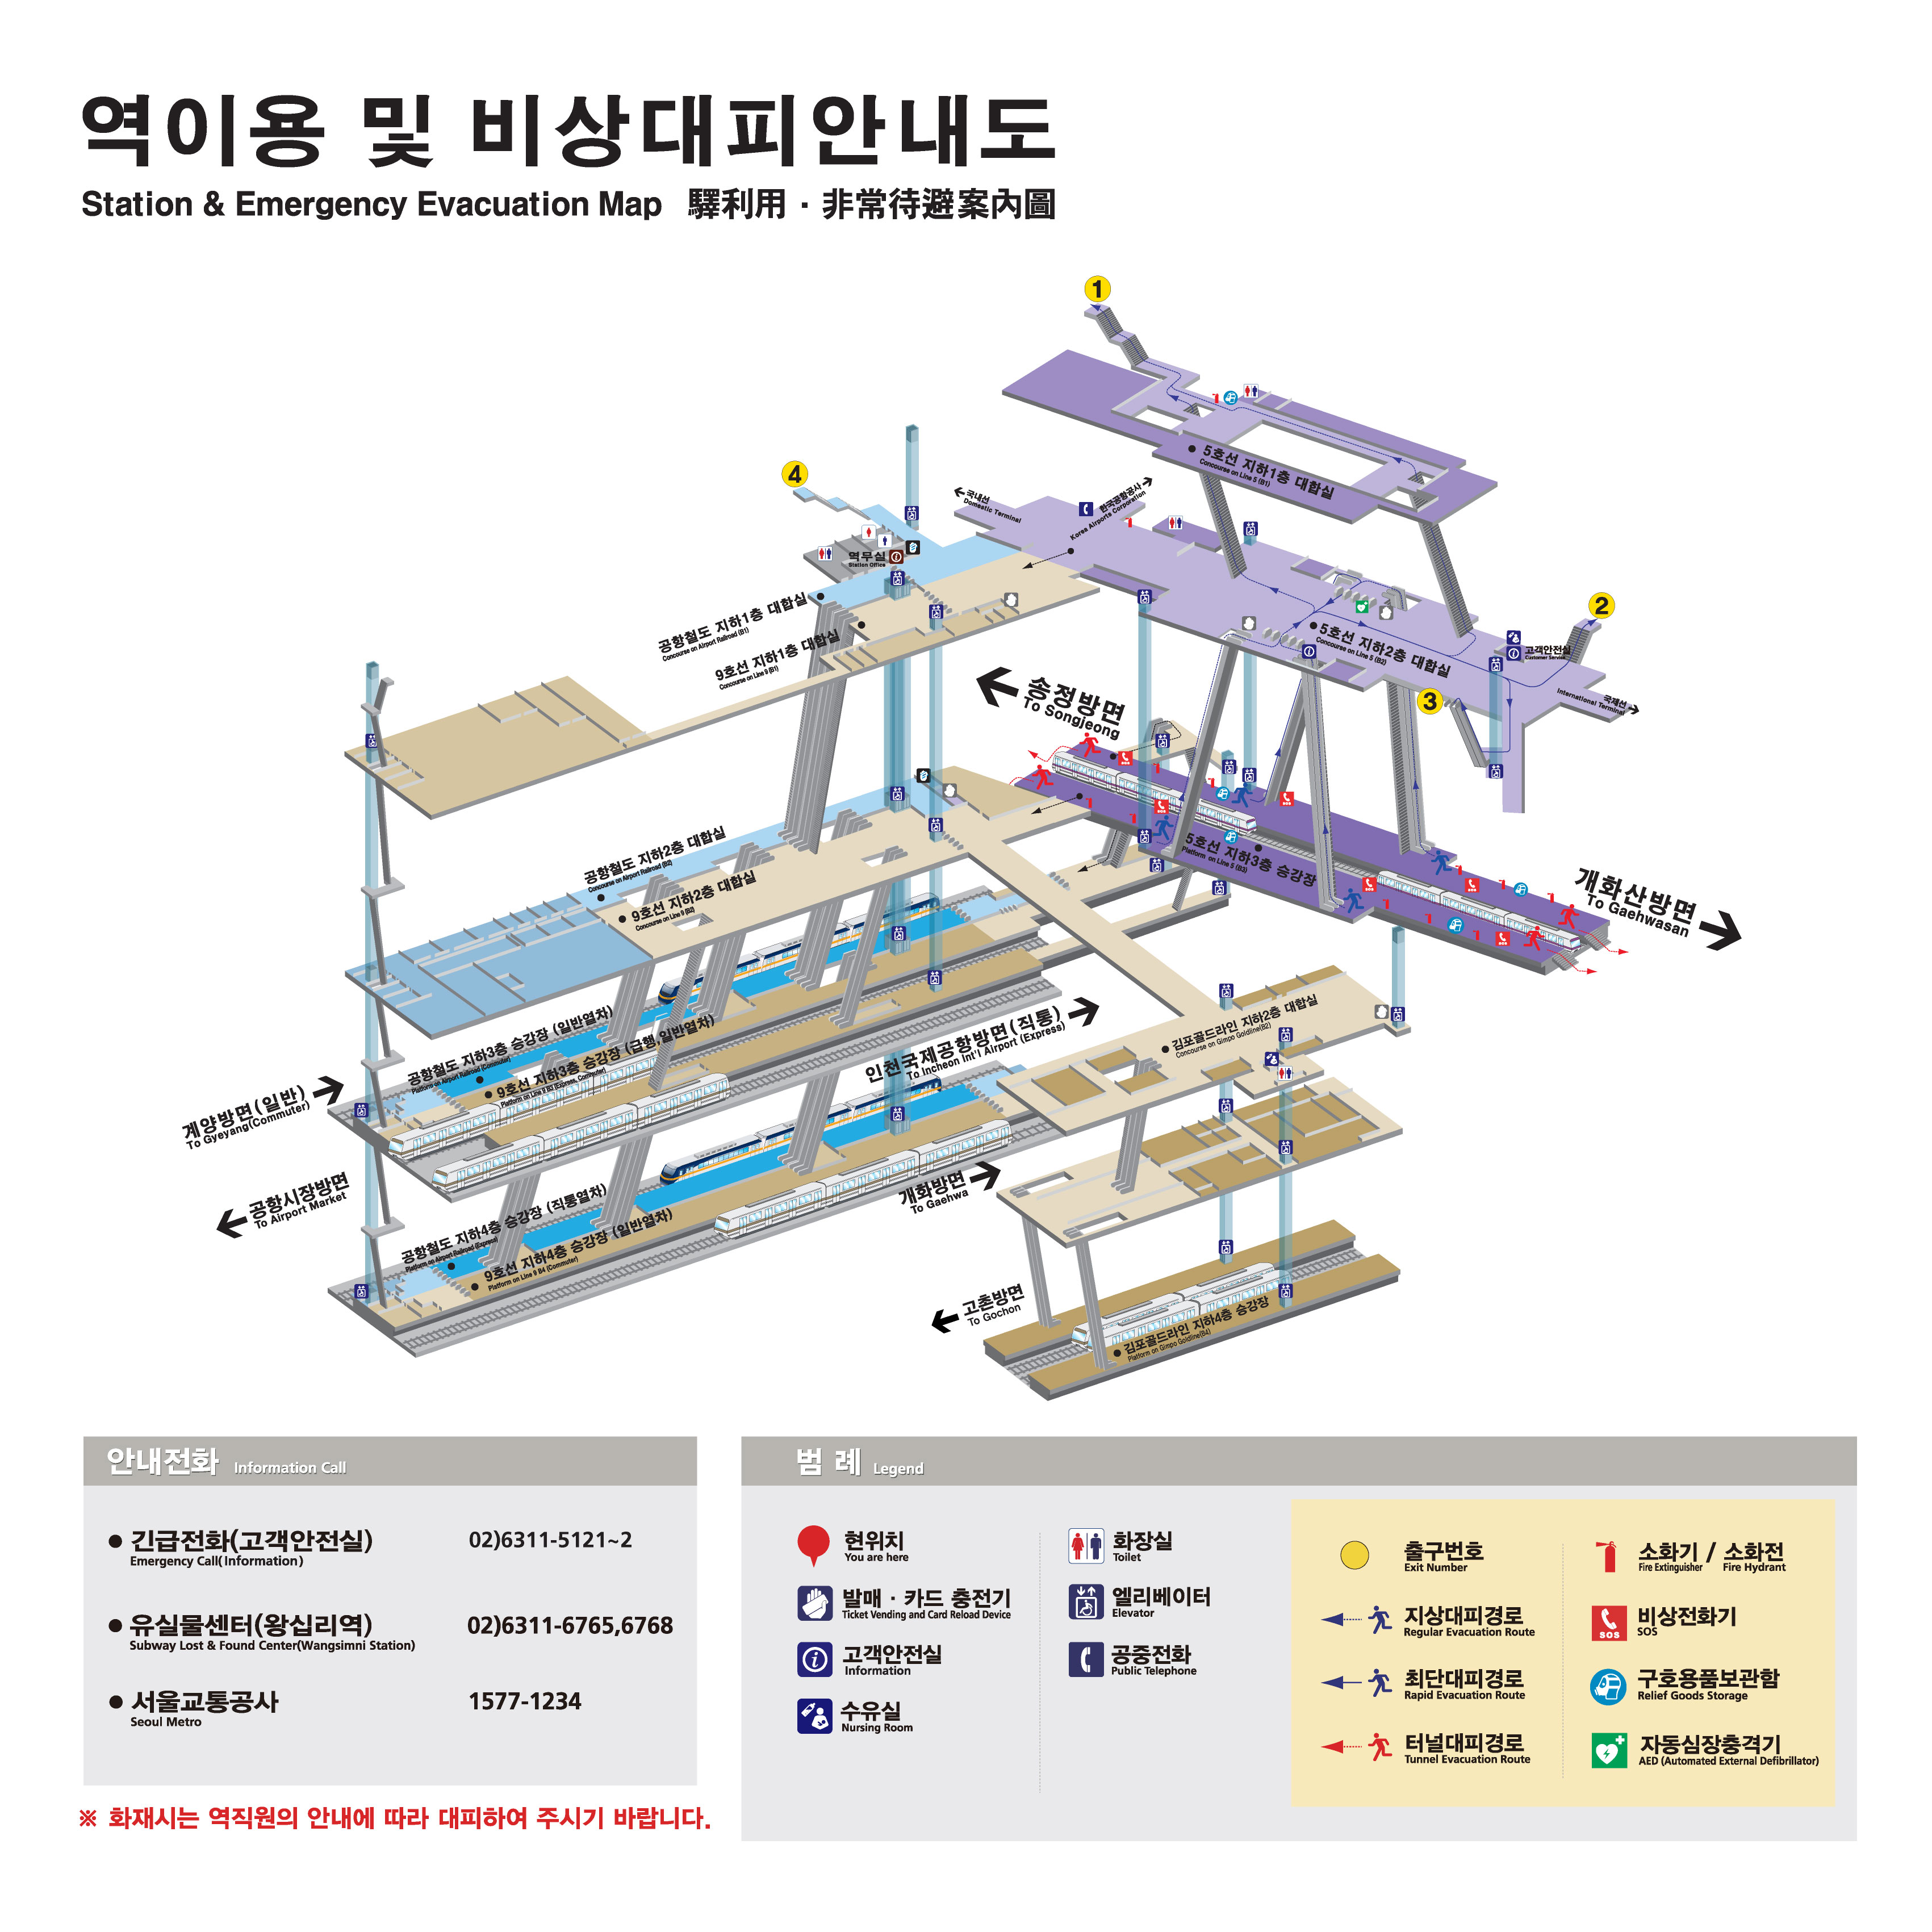 역이용 및 비상대피안내도
Station & Emergency Evacuation Map 驛利用 · 非常待避案內圖
1
5호선 지하1층 대합실
Concourse on Line 5 (B1)
4
국내선
Domestic Terminal
한국공항공사
Korea Airports Corporation
역무실
Station Office
공항철도 지하1층 대합실
Concourse on Airport Railroad (B1)
9호선 지하1층 대합실
Concourse on Line 9 (B1)
2
5호선 지하2층 대합실
Concourse on Line 5 (B2)
고객안전실
Customer Service
국제선
International Terminal
3
송정방면
To Songjeong
5호선 지하3층 승강장
Platform on Line 5 (B3)
개화산방면
To Gaehwasan
공항철도 지하2층 대합실
Concourse on Airport Railroad (B2)
9호선 지하2층 대합실
Concourse on Line 9 (B2)
김포골드라인 지하2층 대합실
Concourse on Gimpo Goldline(B2)
공항철도 지하3층 승강장 (일반열차)
Platform on Airport Railroad (Commuter)
9호선 지하3층 승강장 (급행,일반열차)
Platform on Line 9 B3 (Express, Commuter)
인천국제공항방면(직통)
To Incheon Int'l Airport (Express)
계양방면(일반)
To Gyeyang(Commuter)
공항시장방면
To Airport Market
개화방면
To Gaehwa
공항철도 지하4층 승강장 (직통열차)
Platform on Airport Railroad (Express)
9호선 지하4층 승강장 (일반열차)
Platform on Line 9 B4 (Commuter)
고촌방면
To Gochon
김포골드라인 지하4층 승강장
Platform on Gimpo Goldline(B4)
안내전화 Information Call
긴급전화(고객안전실) 02)6311-5121~2
Emergency Call( Information)
유실물센터(왕십리역) 02)6311-6765,6768
Subway Lost & Found Center(Wangsimni Station)
서울교통공사 1577-1234
Seoul Metro
※ 화재시는 역직원의 안내에 따라 대피하여 주시기 바랍니다.
범 례 Legend
현위치
You are here
발매 · 카드 충전기
Ticket Vending and Card Reload Device
고객안전실
Information
수유실
Nursing Room
화장실
Toilet
엘리베이터
Elevator
공중전화
Public Telephone
출구번호
Exit Number
지상대피경로
Regular Evacuation Route
최단대피경로
Rapid Evacuation Route
터널대피경로
Tunnel Evacuation Route
소화기 / 소화전
Fire Extinguisher Fire Hydrant
SOS
비상전화기
SOS
구호용품보관함
Relief Goods Storage
자동심장충격기
AED (Automated External Defibrillator)